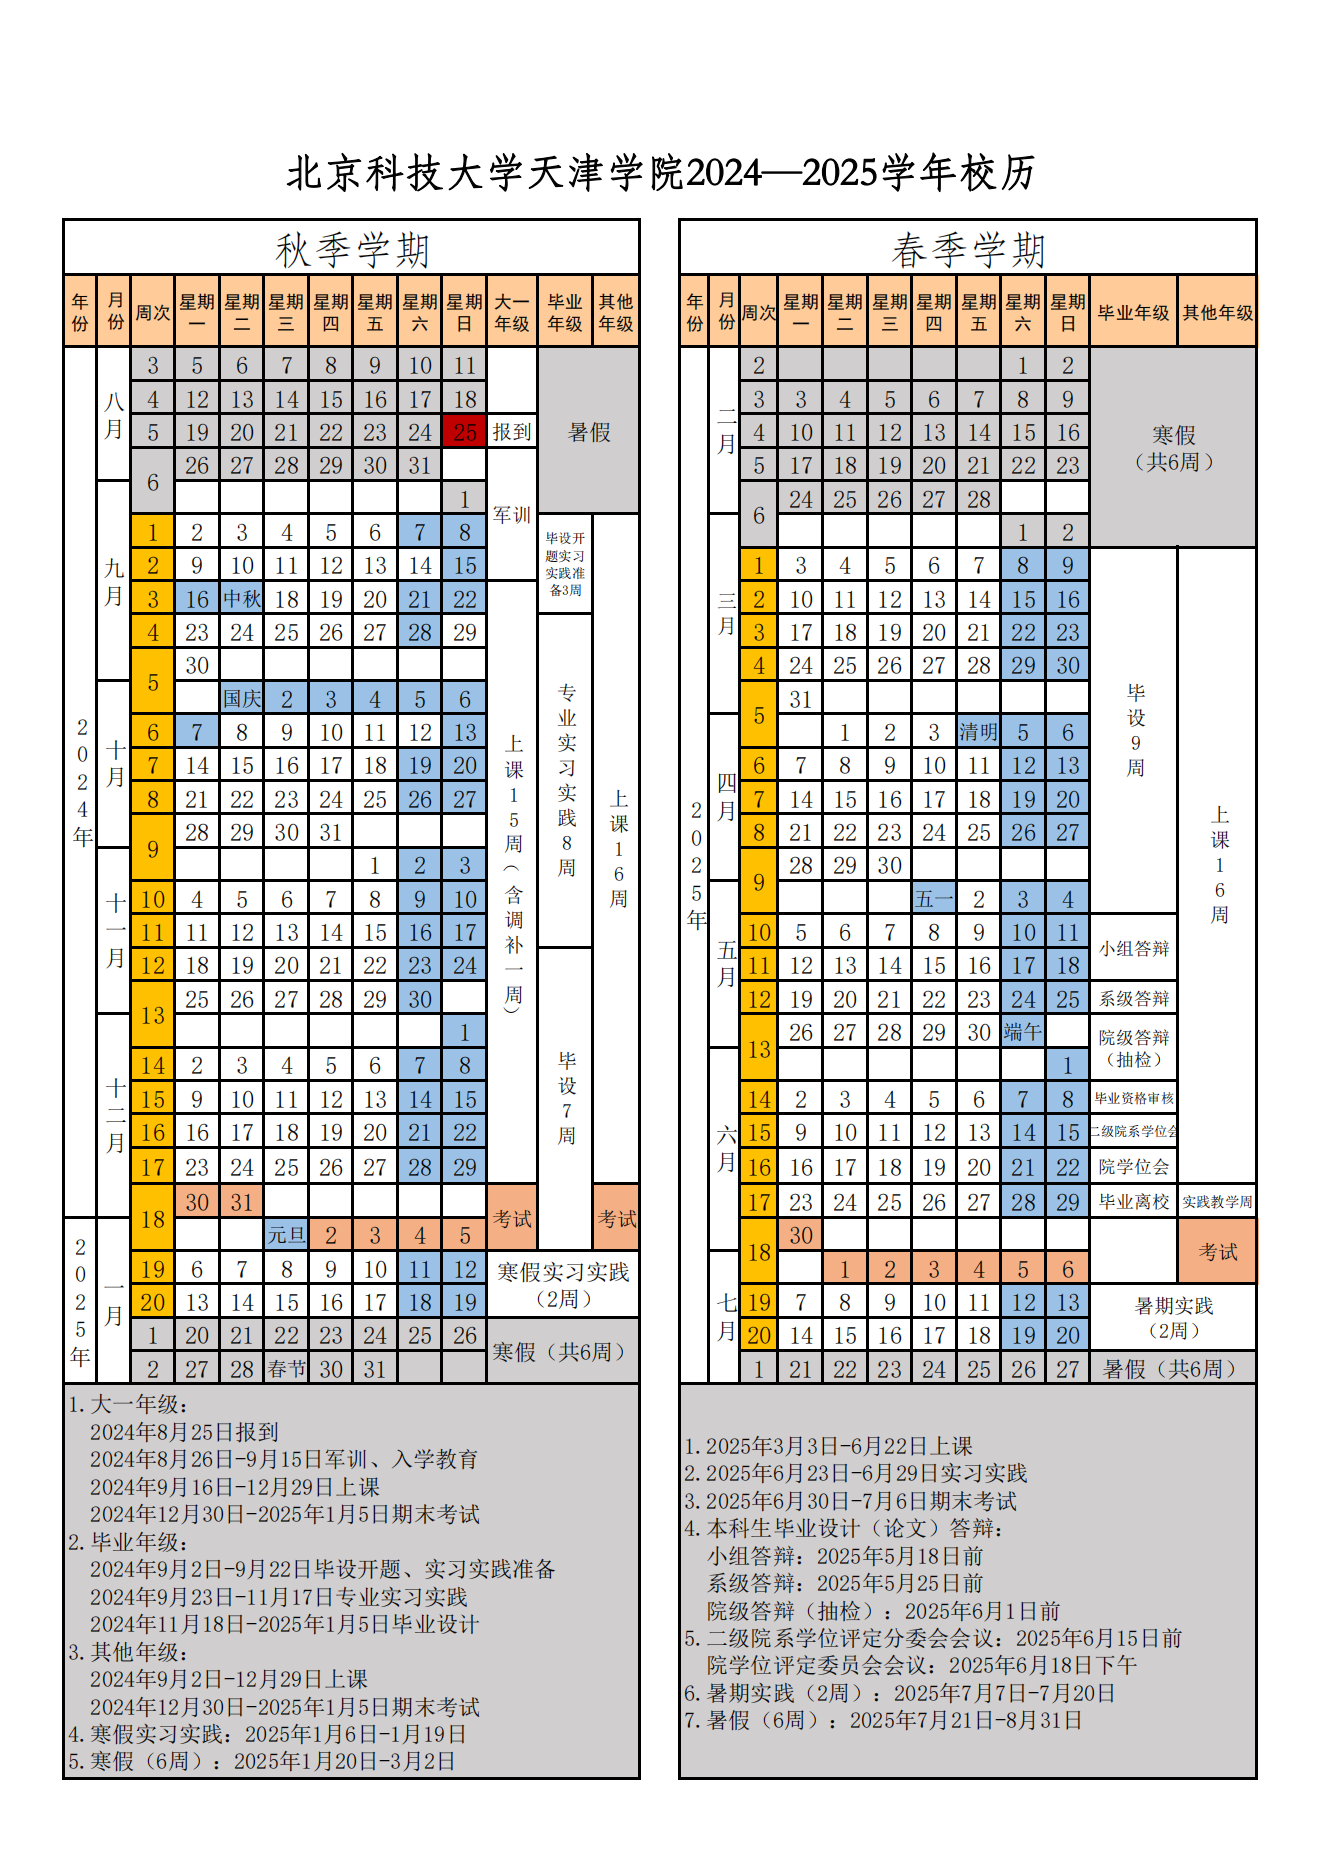 北京科技大学天津学院2024—2025学年校历
秋季学期
年份 月份 周次 星期一 星期二 星期三 星期四 星期五 星期六 星期日 大一年级 毕业年级 其他年级
2024年
八月
3 5 6 7 8 9 10 11
4 12 13 14 15 16 17 18
5 19 20 21 22 23 24 25 报到
暑假
6 26 27 28 29 30 31
九月
1
军训
1 2 3 4 5 6 7 8
毕设开题实习实践准备3周
2 9 10 11 12 13 14 15
3 16 中秋 18 19 20 21 22
4 23 24 25 26 27 28 29
5 30
十月
国庆 2 3 4 5 6
6 7 8 9 10 11 12 13
7 14 15 16 17 18 19 20
8 21 22 23 24 25 26 27
9 28 29 30 31
上课15周（含调补一周）
专业实习实践8周
上课16周
十一月
1 2 3
10 4 5 6 7 8 9 10
11 11 12 13 14 15 16 17
12 18 19 20 21 22 23 24
13 25 26 27 28 29 30
十二月
1
14 2 3 4 5 6 7 8
毕设7周
15 9 10 11 12 13 14 15
16 16 17 18 19 20 21 22
17 23 24 25 26 27 28 29
18 30 31
考试
考试
2025年
一月
元旦 2 3 4 5
19 6 7 8 9 10 11 12
寒假实习实践
（2周）
20 13 14 15 16 17 18 19
1 20 21 22 23 24 25 26
寒假（共6周）
2 27 28 春节 30 31
1.大一年级：
2024年8月25日报到
2024年8月26日-9月15日军训、入学教育
2024年9月16日-12月29日上课
2024年12月30日-2025年1月5日期末考试
2.毕业年级：
2024年9月2日-9月22日毕设开题、实习实践准备
2024年9月23日-11月17日专业实习实践
2024年11月18日-2025年1月5日毕业设计
3.其他年级：
2024年9月2日-12月29日上课
2024年12月30日-2025年1月5日期末考试
4.寒假实习实践：2025年1月6日-1月19日
5.寒假（6周）：2025年1月20日-3月2日
春季学期
年份 月份 周次 星期一 星期二 星期三 星期四 星期五 星期六 星期日 毕业年级 其他年级
2025年
二月
2 1 2
3 3 4 5 6 7 8 9
4 10 11 12 13 14 15 16
寒假
（共6周）
5 17 18 19 20 21 22 23
6 24 25 26 27 28
三月
1 2
1 3 4 5 6 7 8 9
2 10 11 12 13 14 15 16
3 17 18 19 20 21 22 23
4 24 25 26 27 28 29 30
5 31
毕设9周
四月
1 2 3 清明 5 6
6 7 8 9 10 11 12 13
7 14 15 16 17 18 19 20
8 21 22 23 24 25 26 27
9 28 29 30
上课16周
五月
五一 2 3 4
10 5 6 7 8 9 10 11
小组答辩
11 12 13 14 15 16 17 18
12 19 20 21 22 23 24 25 系级答辩
13 26 27 28 29 30 端午
院级答辩
（抽检）
六月
1
14 2 3 4 5 6 7 8 毕业资格审核
15 9 10 11 12 13 14 15 二级院系学位会
16 16 17 18 19 20 21 22 院学位会
17 23 24 25 26 27 28 29 毕业离校 实践教学周
18 30
考试
七月
1 2 3 4 5 6
19 7 8 9 10 11 12 13
暑期实践
（2周）
20 14 15 16 17 18 19 20
1 21 22 23 24 25 26 27 暑假（共6周）
1.2025年3月3日-6月22日上课
2.2025年6月23日-6月29日实习实践
3.2025年6月30日-7月6日期末考试
4.本科生毕业设计（论文）答辩：
小组答辩：2025年5月18日前
系级答辩：2025年5月25日前
院级答辩（抽检）：2025年6月1日前
5.二级院系学位评定分委会会议：2025年6月15日前
院学位评定委员会会议：2025年6月18日下午
6.暑期实践（2周）：2025年7月7日-7月20日
7.暑假（6周）：2025年7月21日-8月31日